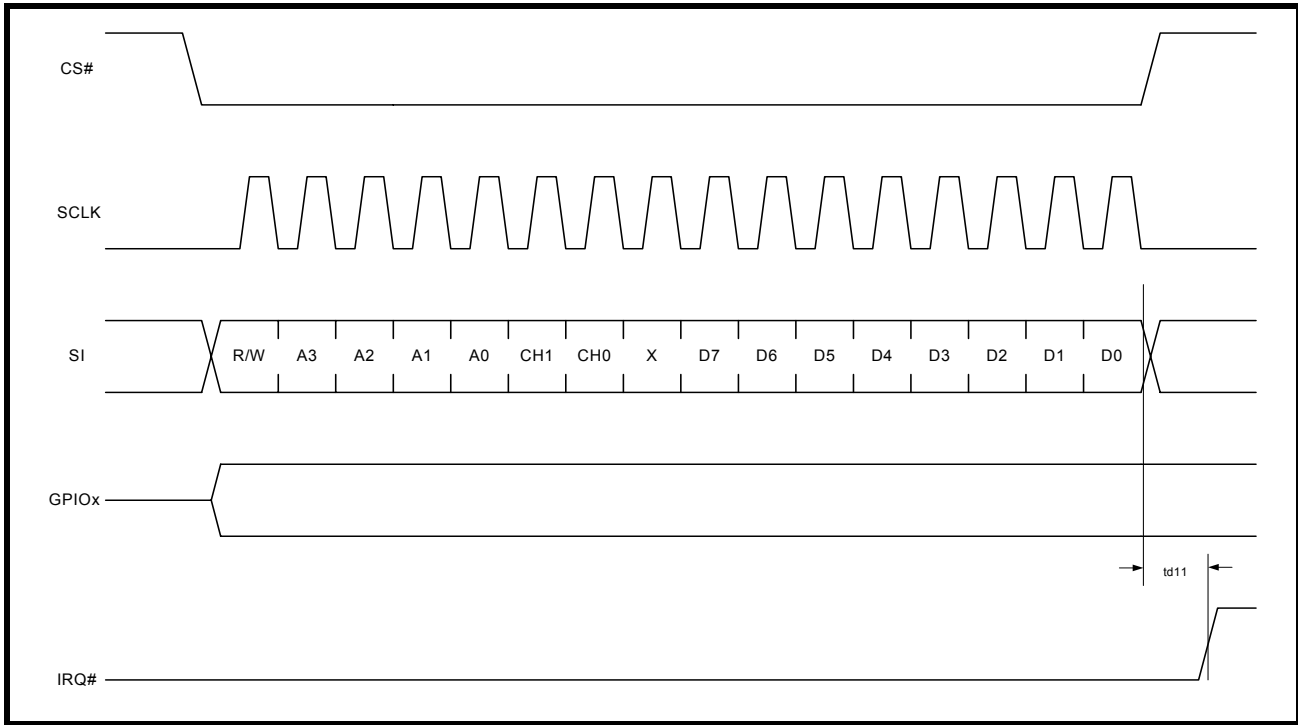 CS#
SCLK
SI R/W A3 A2 A1 A0 CH1 CH0 X D7 D6 D5 D4 D3 D2 D1 D0
GPIOx
td11
IRQ#